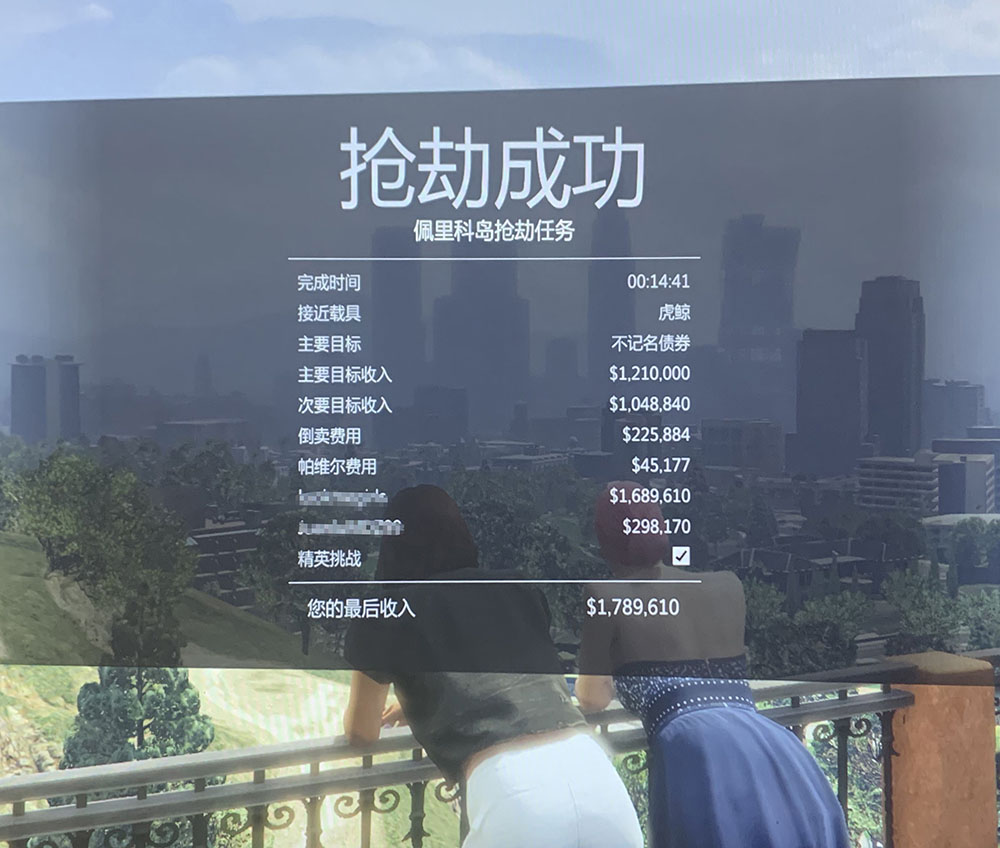 抢劫成功
佩里科岛抢劫任务
完成时间 00:14:41
接近载具 虎鲸
主要目标 不记名债券
主要目标收入 $1,210,000
次要目标收入 $1,048,840
倒卖费用 $225,884
帕维尔费用 $45,177
$1,689,610
$298,170
精英挑战
您的最后收入 $1,789,610